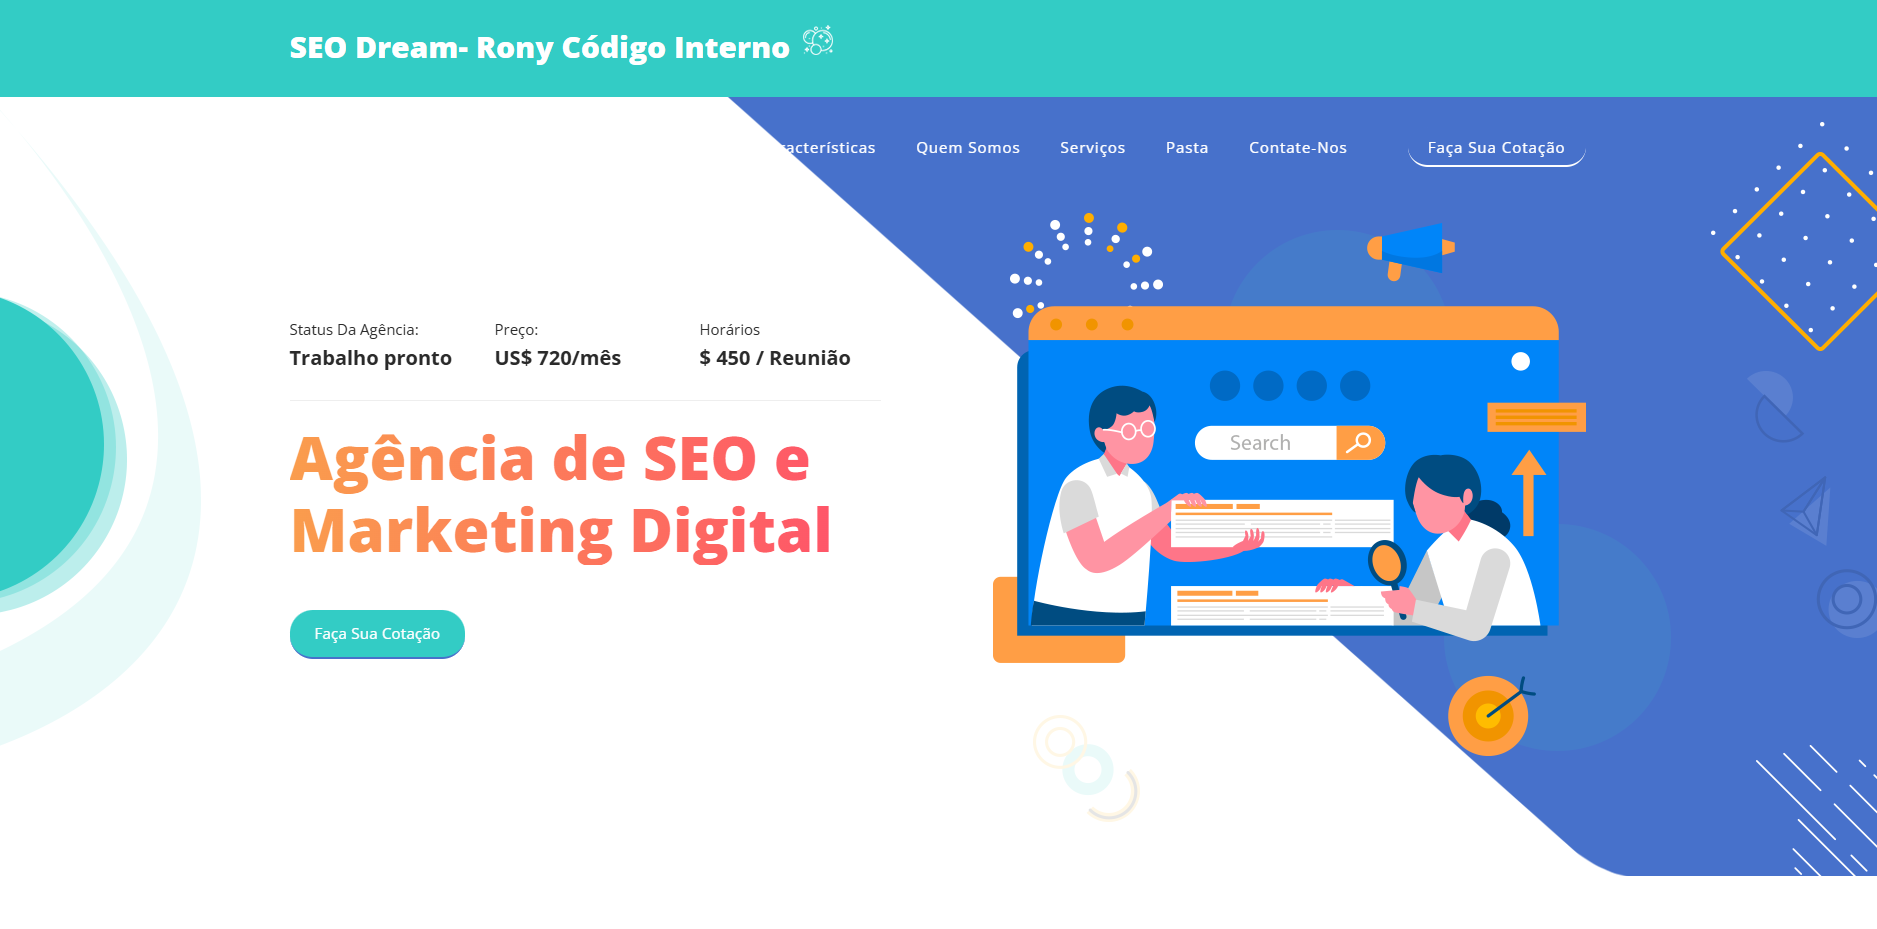 SEO Dream- Rony Código Interno
acterísticas Quem Somos Serviços Pasta Contate-Nos Faça Sua Cotação
Status Da Agência: Preço: Horários
Trabalho pronto US$ 720/mês $ 450 / Reunião
Agência de SEO e
Marketing Digital
Faça Sua Cotação
Search